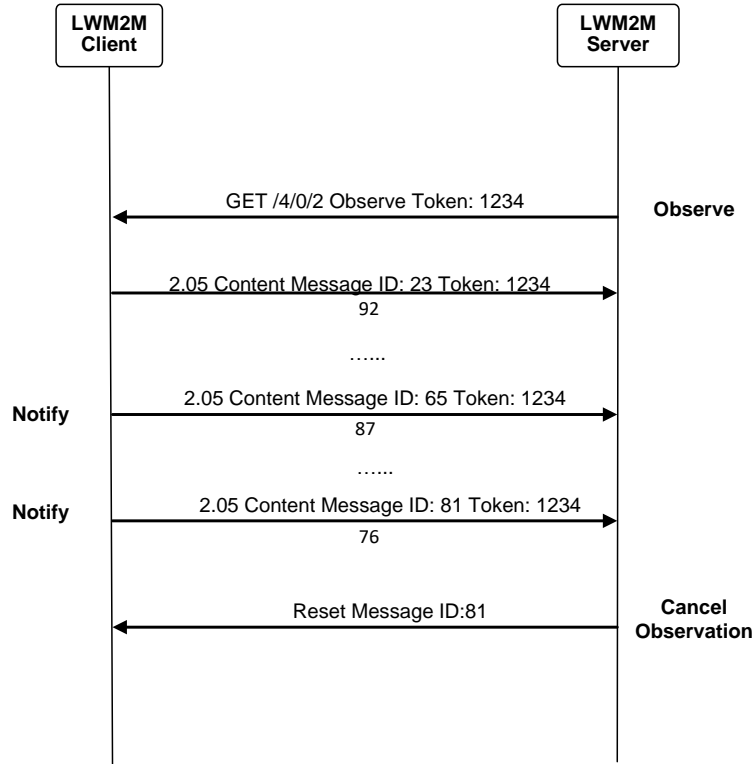 LWM2M
Client
LWM2M
Server
GET /4/0/2 Observe Token: 1234
Observe
2.05 Content Message ID: 23 Token: 1234
92
…...
Notify
2.05 Content Message ID: 65 Token: 1234
87
…...
Notify
2.05 Content Message ID: 81 Token: 1234
76
Reset Message ID:81
Cancel
Observation